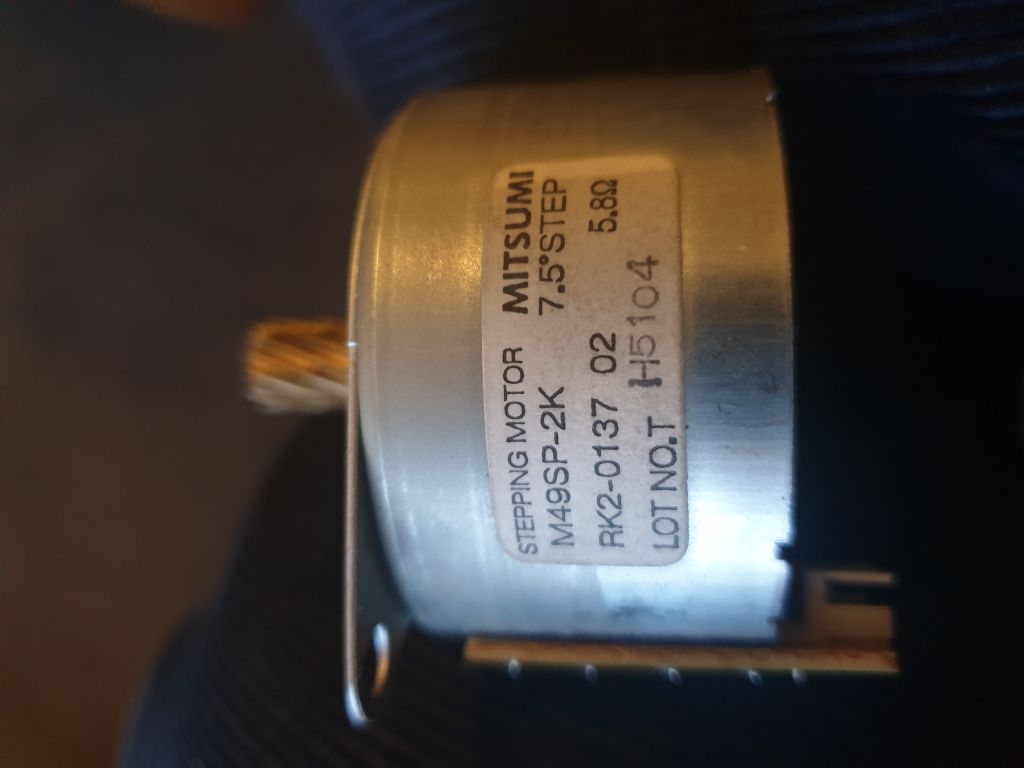 STEPPING MOTOR MITSUMI
M49SP-2K 7.5°STEP
RK2-0137 02 5.8Ω
LOT NO.T H5104